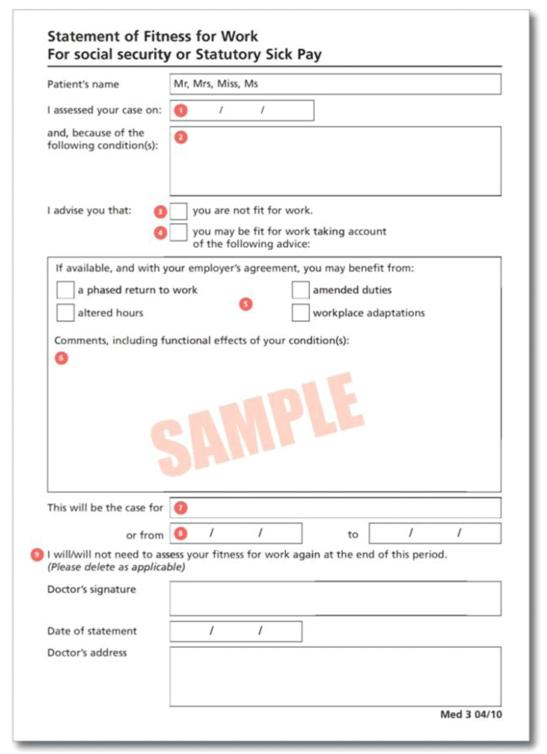 Statement of Fitness for Work
For social security or Statutory Sick Pay
Patient's name
Mr, Mrs, Miss, Ms
I assessed your case on:
1 / /
and, because of the
following condition(s):
2
I advise you that:
3 you are not fit for work.
4 you may be fit for work taking account
of the following advice:
If available, and with your employer's agreement, you may benefit from:
a phased return to work
amended duties
5
altered hours
workplace adaptations
Comments, including functional effects of your condition(s):
6
SAMPLE
This will be the case for
7
or from 8 / / to / /
9 I will/will not need to assess your fitness for work again at the end of this period.
(Please delete as applicable)
Doctor's signature
Date of statement
/ /
Doctor's address
Med 3 04/10